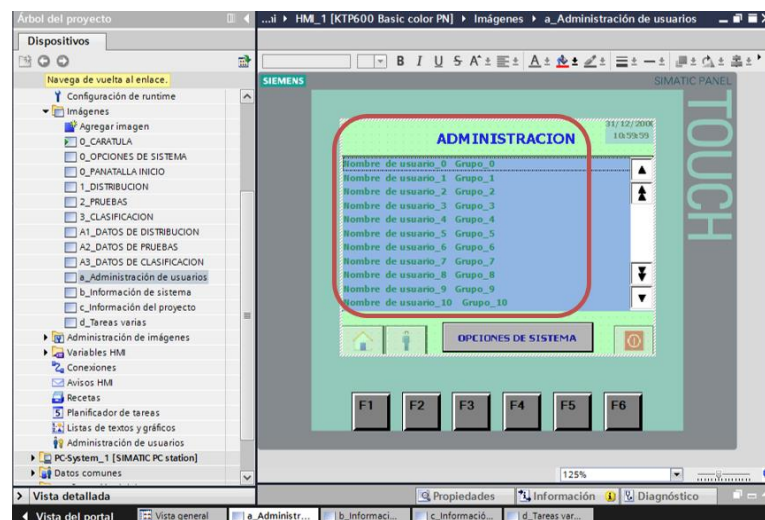 Árbol del proyecto
...i ▸ HMI_1 [KTP600 Basic color PN] ▸ Imágenes ▸ a_Administración de usuarios
Dispositivos
Navega de vuelta al enlace.
Configuración de runtime
Imágenes
Agregar imagen
0_CARATULA
0_OPCIONES DE SISTEMA
0_PANATALLA INICIO
1_DISTRIBUCION
2_PRUEBAS
3_CLASIFICACION
A1_DATOS DE DISTRIBUCION
A2_DATOS DE PRUEBAS
A3_DATOS DE CLASIFICACION
a_Administración de usuarios
b_Información de sistema
c_Información del proyecto
d_Tareas varias
Administración de imágenes
Variables HMI
Conexiones
Avisos HMI
Recetas
Planificador de tareas
Listas de textos y gráficos
Administración de usuarios
PC-System_1 [SIMATIC PC station]
Datos comunes
Vista detallada
B I U S A A
SIEMENS
SIMATIC PANEL
TOUCH
ADMINISTRACION
10:59:59
Nombre de usuario_0 Grupo_0
Nombre de usuario_1 Grupo_1
Nombre de usuario_2 Grupo_2
Nombre de usuario_3 Grupo_3
Nombre de usuario_4 Grupo_4
Nombre de usuario_5 Grupo_5
Nombre de usuario_6 Grupo_6
Nombre de usuario_7 Grupo_7
Nombre de usuario_8 Grupo_8
Nombre de usuario_9 Grupo_9
Nombre de usuario_10 Grupo_10
OPCIONES DE SISTEMA
F1 F2 F3 F4 F5 F6
125%
Propiedades Información Diagnóstico
Vista del portal Vista general a_Administr... b_Informaci... c_Informació... d_Tareas var...